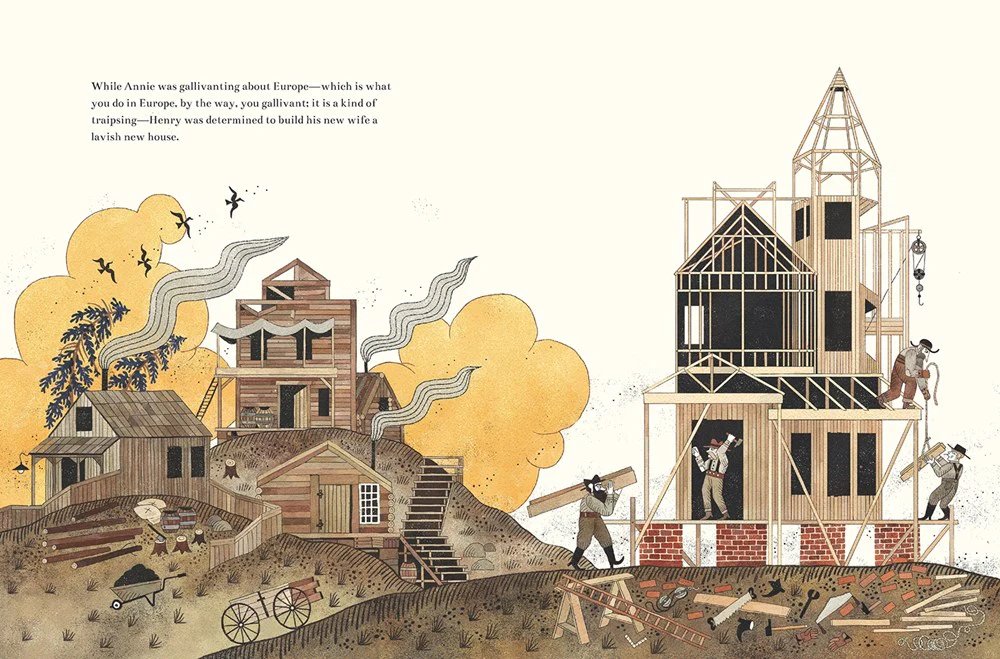 While Annie was gallivanting about Europe—which is what
you do in Europe, by the way, you gallivant; it is a kind of
traipsing—Henry was determined to build his new wife a
lavish new house.